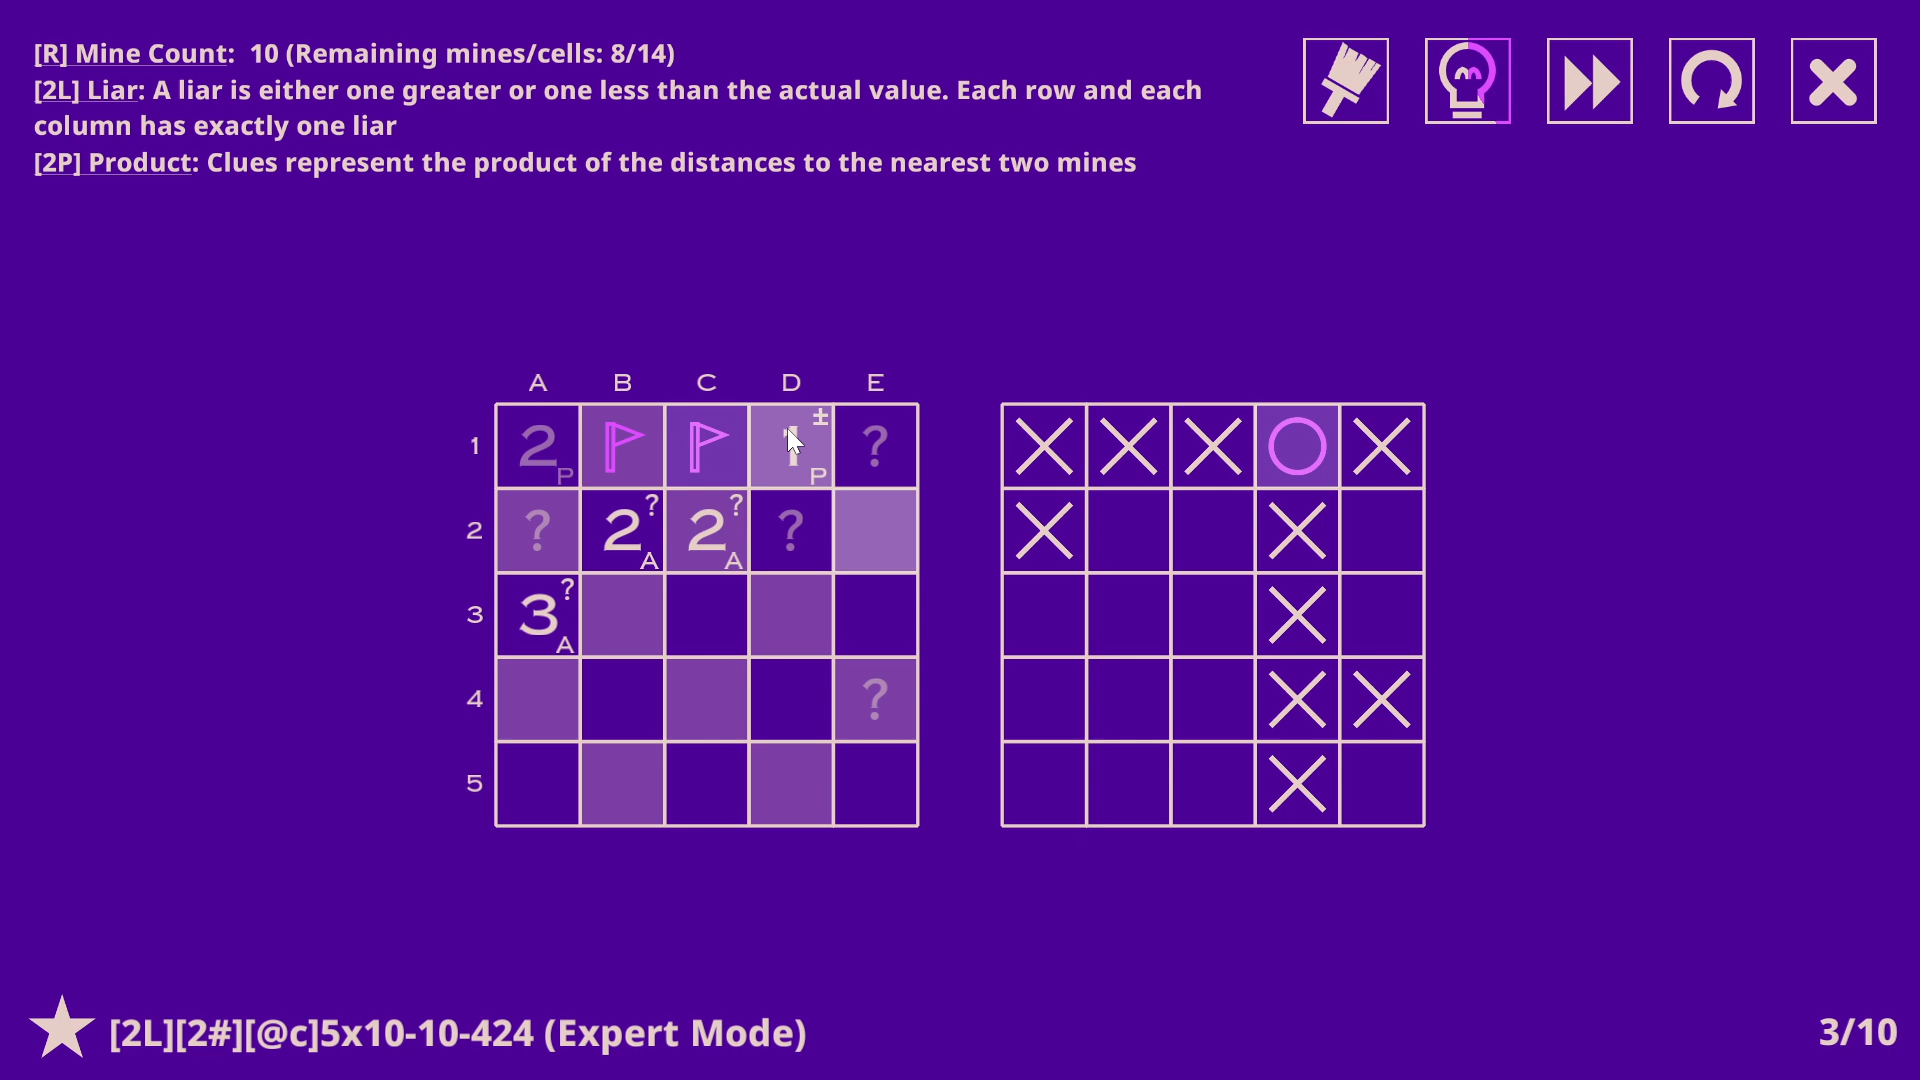 [R] Mine Count: 10 (Remaining mines/cells: 8/14)
[2L] Liar: A liar is either one greater or one less than the actual value. Each row and each
column has exactly one liar
[2P] Product: Clues represent the product of the distances to the nearest two mines
A B C D E
1 2 P 1 ± P ?
2 ? 2 ? A 2 ? A ?
3 3 ? A
4 ?
5
[2L][2#][@c]5x10-10-424 (Expert Mode)
3/10